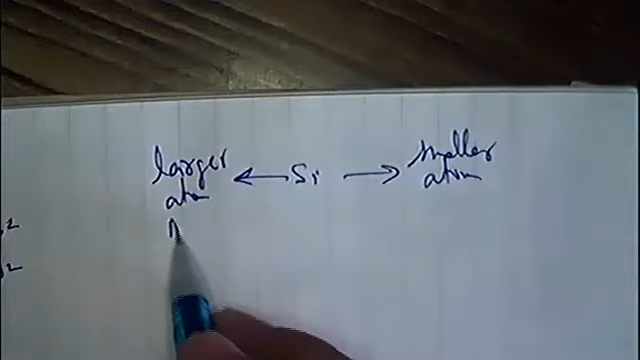 larger ← Si → smaller
atom atom